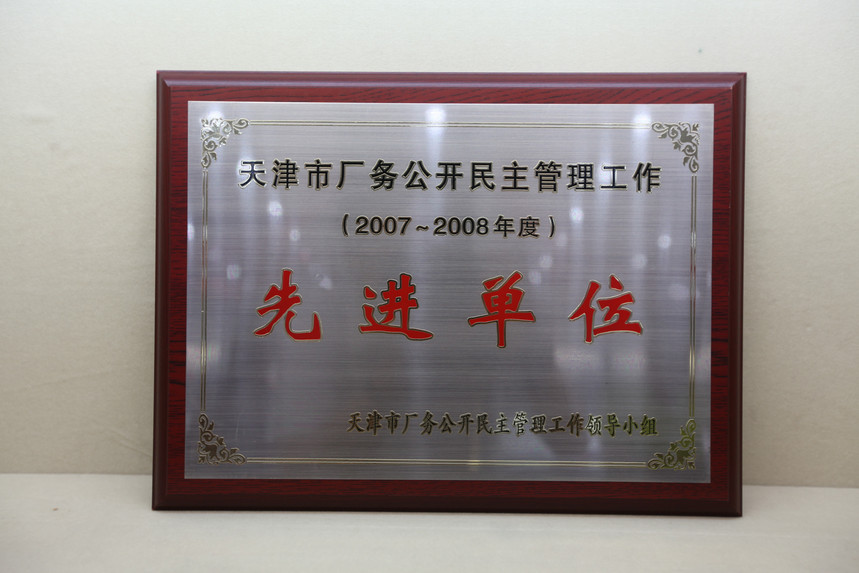 天津市厂务公开民主管理工作
（2007~2008年度）
先进单位
天津市厂务公开民主管理工作领导小组